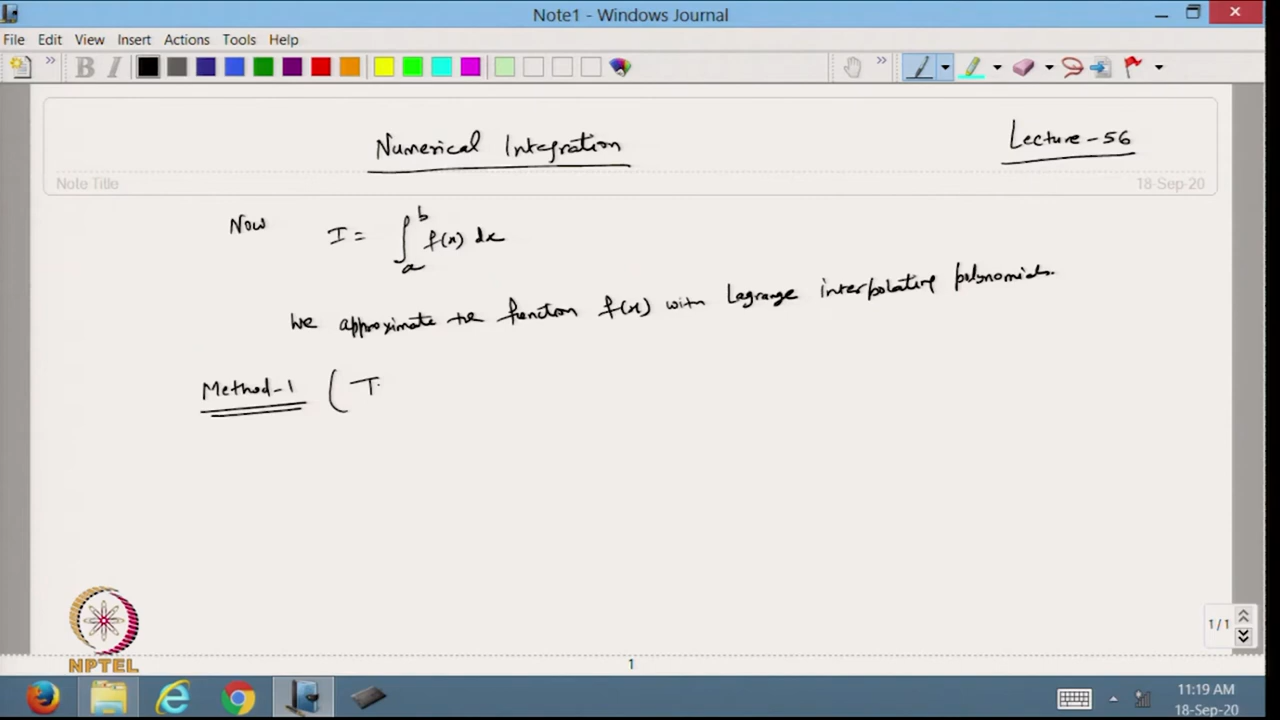 Note1 - Windows Journal
File Edit View Insert Actions Tools Help
Numerical Integration
Lecture-56
Note Title
18-Sep-20
Now I = ∫_a^b f(x) dx
We approximate the function f(x) with Lagrange interpolating polynomials.
Method-1 ( T
NPTEL
1/1
1
11:19 AM
18-Sep-20